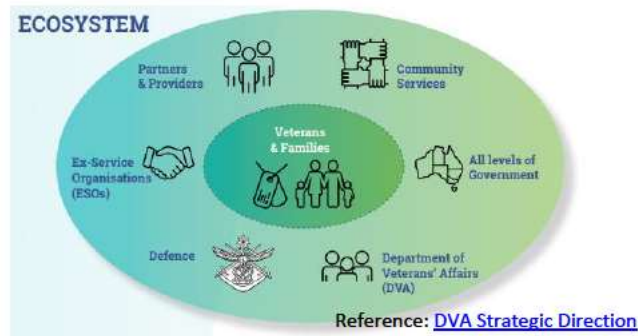 ECOSYSTEM
Partners
& Providers
Community
Services
Veterans
& Families
Ex-Service
Organisations
(ESOs)
All levels of
Government
Defence
Department of
Veterans' Affairs
(DVA)
Reference: DVA Strategic Direction